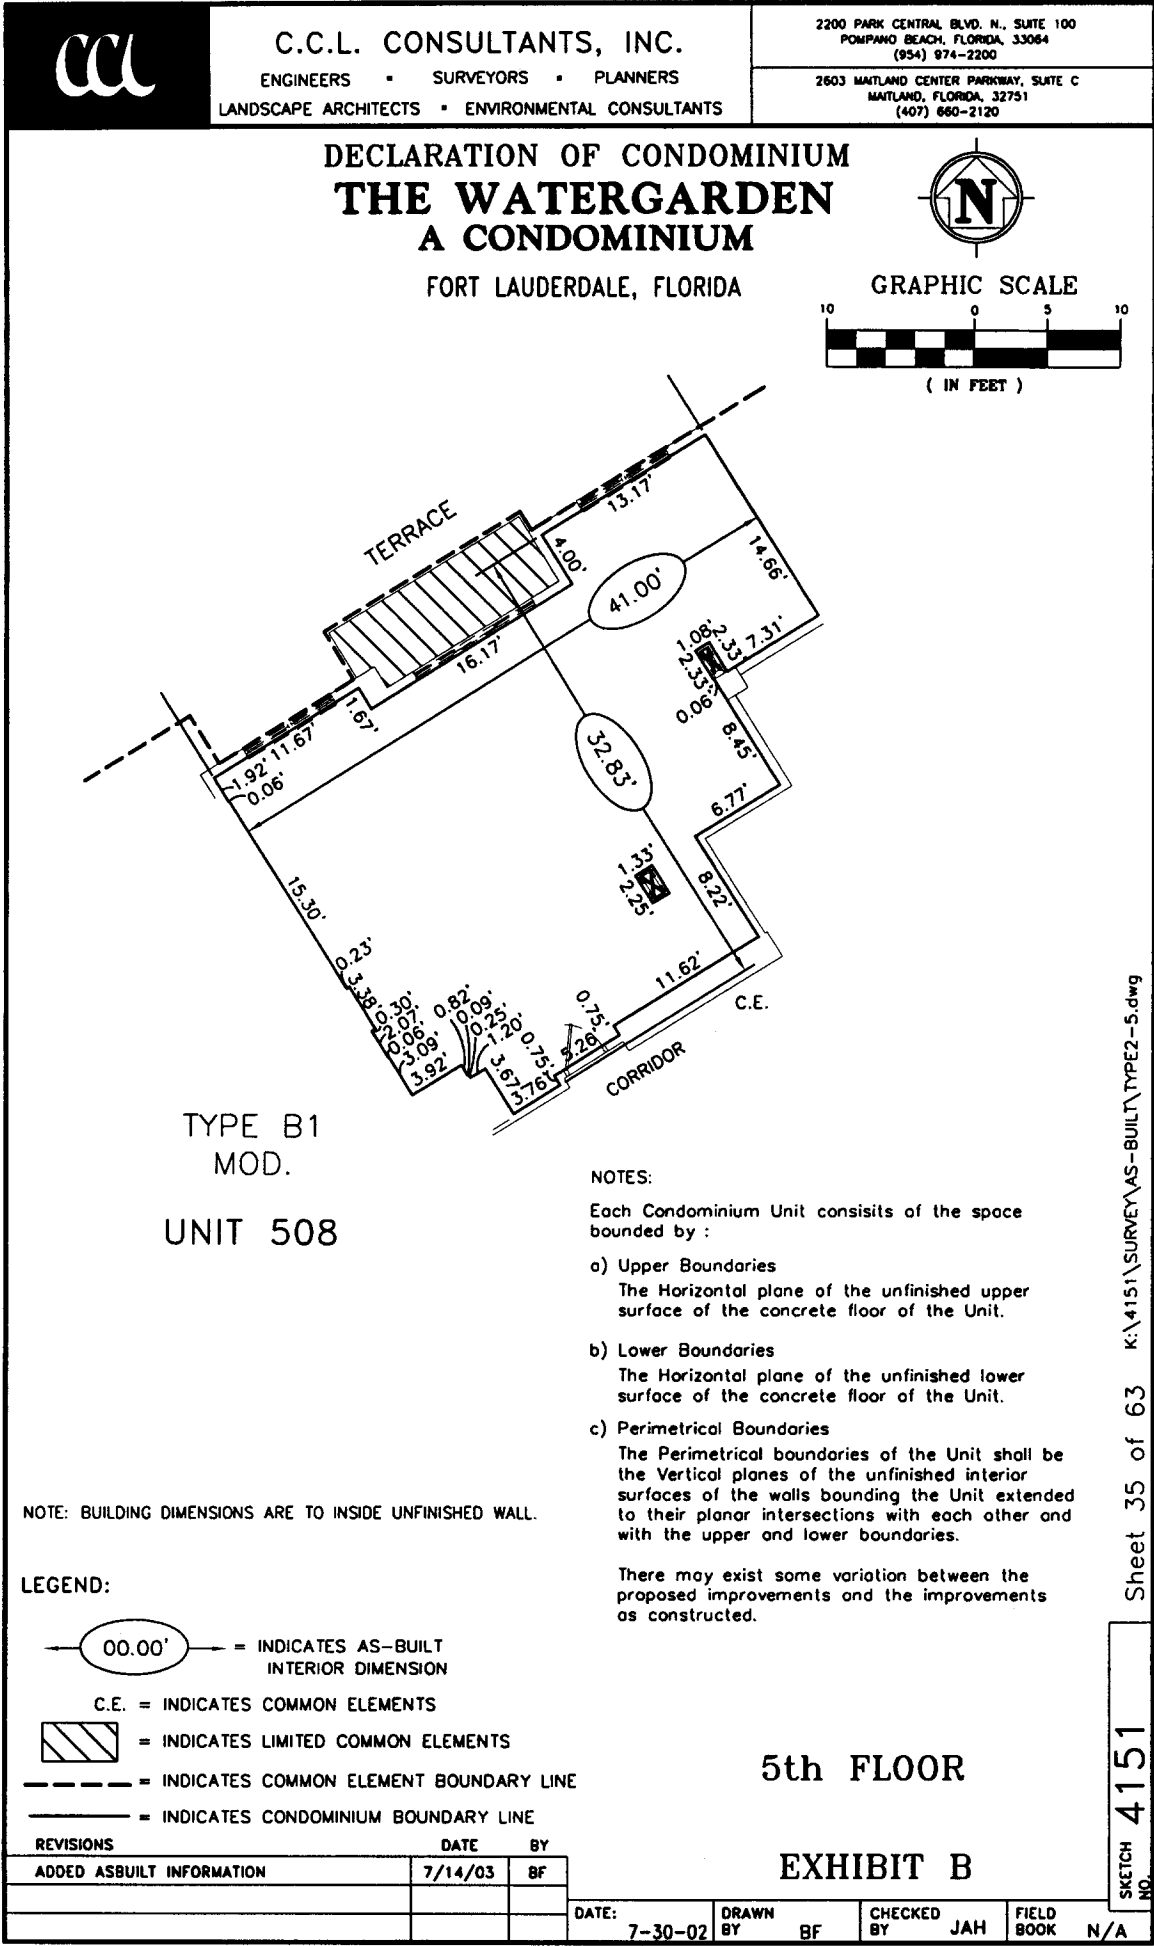 CCL
C.C.L. CONSULTANTS, INC.
ENGINEERS ▪ SURVEYORS ▪ PLANNERS
LANDSCAPE ARCHITECTS ▪ ENVIRONMENTAL CONSULTANTS
2200 PARK CENTRAL BLVD. N., SUITE 100
POMPANO BEACH, FLORIDA, 33064
(954) 974-2200
2603 MAITLAND CENTER PARKWAY, SUITE C
MAITLAND, FLORIDA, 32751
(407) 660-2120
DECLARATION OF CONDOMINIUM
THE WATERGARDEN
A CONDOMINIUM
FORT LAUDERDALE, FLORIDA
N
GRAPHIC SCALE
10 0 5 10
( IN FEET )
TERRACE
13.17'
4.00'
41.00'
14.66'
16.17'
1.08'
2.33'
7.31'
2.33'
0.06'
1.67'
11.67'
1.92'
0.06'
8.45'
32.83'
6.77'
1.33'
2.25'
8.22'
15.30'
0.23'
3.38'
0.30'
2.07'
0.06'
3.09'
3.92'
0.82'
0.09'
0.25'
1.20'
3.67'
0.75'
3.76'
5.26'
0.75'
11.62'
C.E.
CORRIDOR
TYPE B1
MOD.
UNIT 508
NOTES:
Each Condominium Unit consisits of the space
bounded by :
a) Upper Boundaries
The Horizontal plane of the unfinished upper
surface of the concrete floor of the Unit.
b) Lower Boundaries
The Horizontal plane of the unfinished lower
surface of the concrete floor of the Unit.
c) Perimetrical Boundaries
The Perimetrical boundaries of the Unit shall be
the Vertical planes of the unfinished interior
surfaces of the walls bounding the Unit extended
to their planar intersections with each other and
with the upper and lower boundaries.
There may exist some variation between the
proposed improvements and the improvements
as constructed.
NOTE: BUILDING DIMENSIONS ARE TO INSIDE UNFINISHED WALL.
LEGEND:
00.00' = INDICATES AS-BUILT
INTERIOR DIMENSION
C.E. = INDICATES COMMON ELEMENTS
= INDICATES LIMITED COMMON ELEMENTS
= INDICATES COMMON ELEMENT BOUNDARY LINE
= INDICATES CONDOMINIUM BOUNDARY LINE
REVISIONS DATE BY
ADDED ASBUILT INFORMATION 7/14/03 BF
5th FLOOR
EXHIBIT B
DATE: 7-30-02
DRAWN BY BF
CHECKED BY JAH
FIELD BOOK N/A
K:\4151\SURVEY\AS-BUILT\TYPE2-5.dwg
Sheet 35 of 63
SKETCH NO. 4151